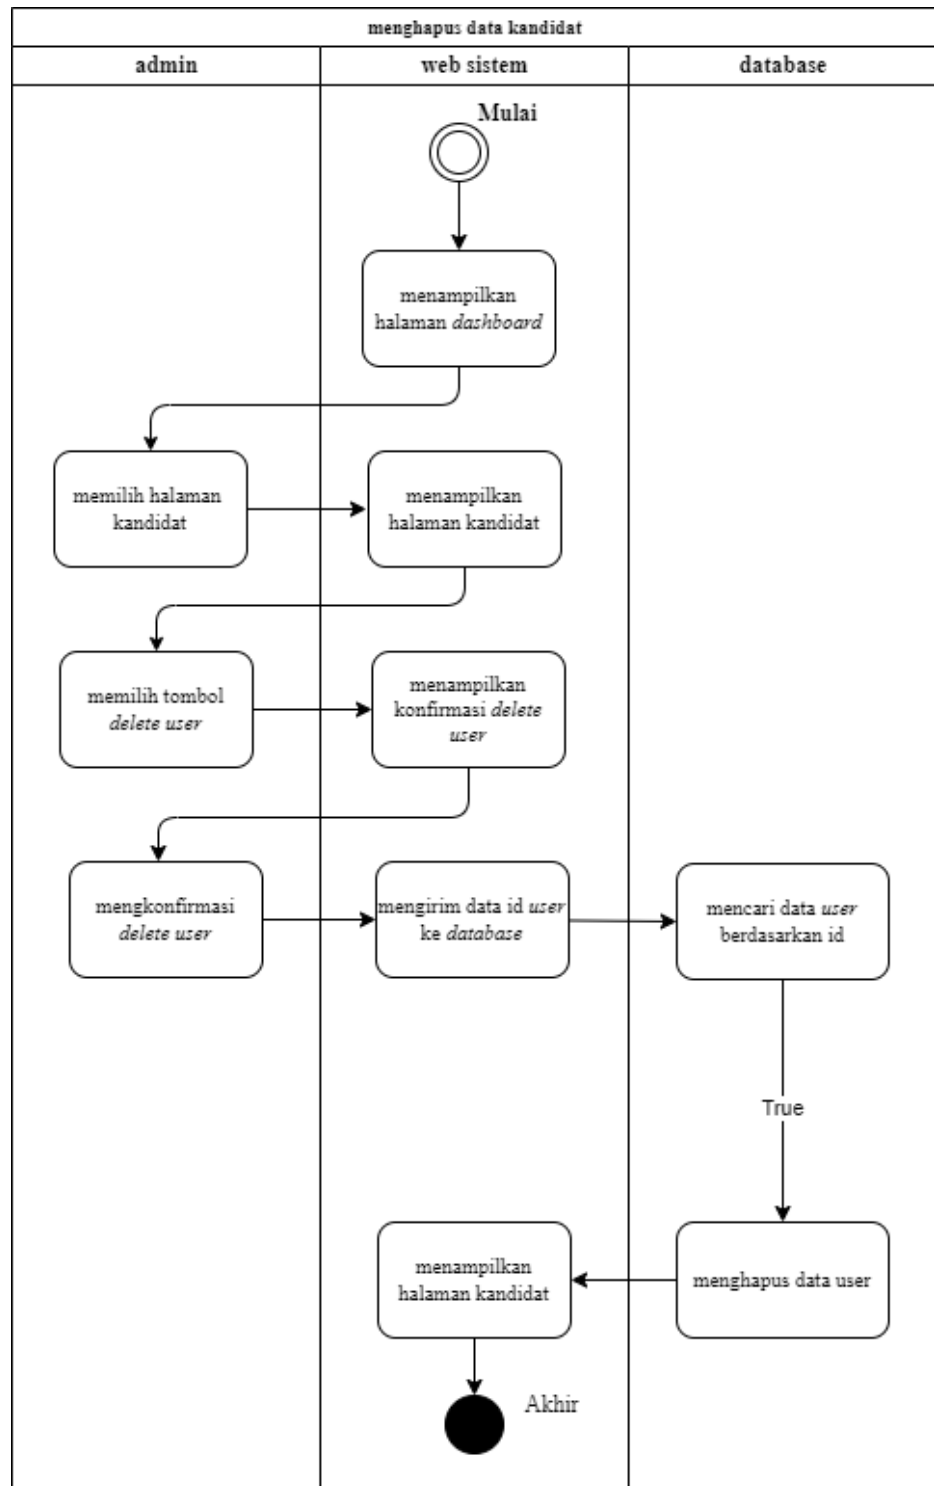 menghapus data kandidat
admin
web sistem
database
Mulai
menampilkan
halaman dashboard
memilih halaman
kandidat
menampilkan
halaman kandidat
memilih tombol
delete user
menampilkan
konfirmasi delete
user
mengkonfirmasi
delete user
mengirim data id user
ke database
mencari data user
berdasarkan id
True
menghapus data user
menampilkan
halaman kandidat
Akhir